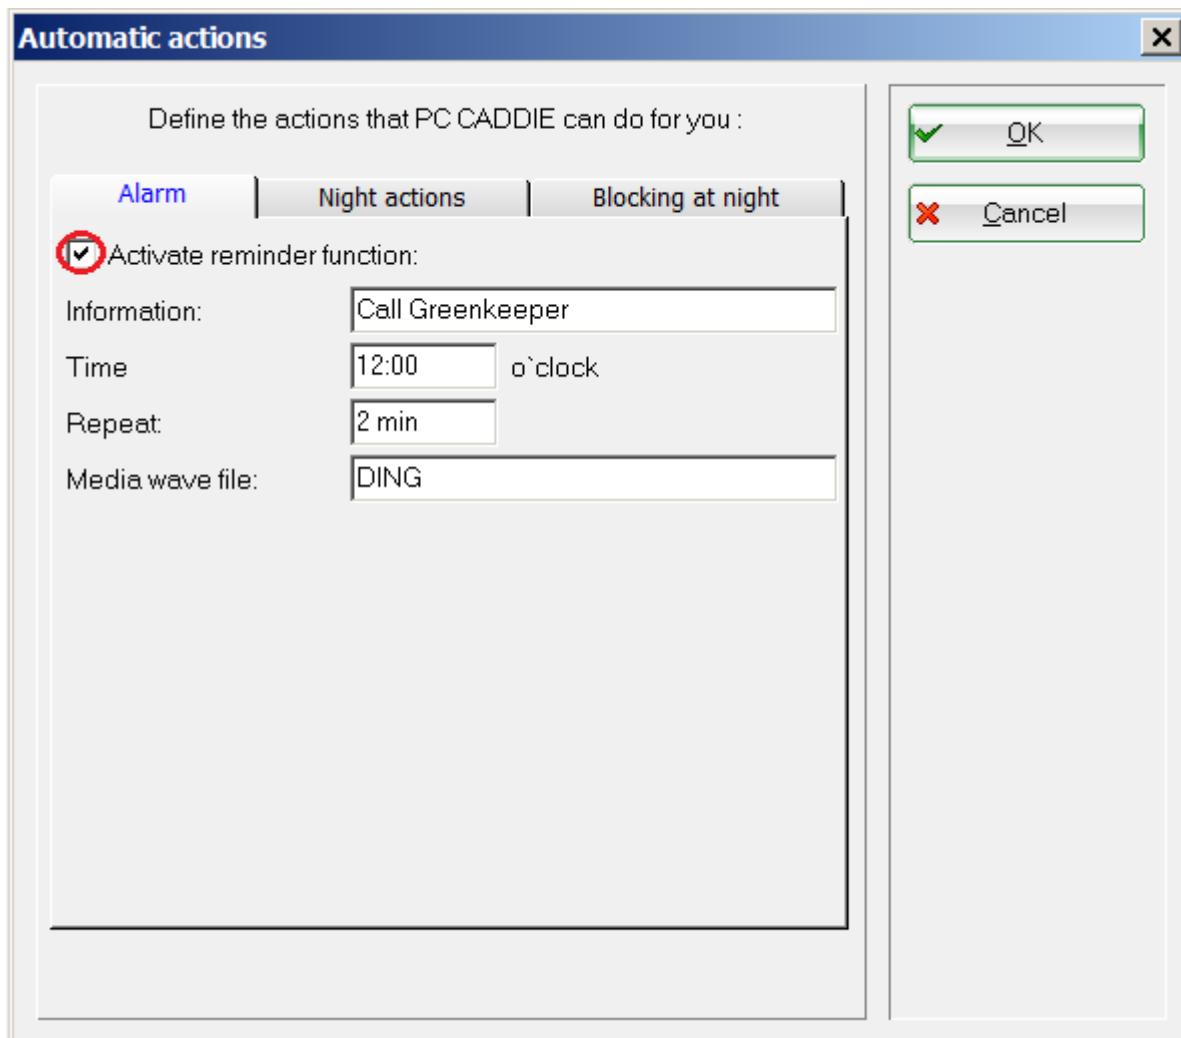 Automatic actions
Define the actions that PC CADDIE can do for you :
Alarm
Night actions
Blocking at night
Activate reminder function:
Information:
Call Greenkeeper
Time
12:00
o`clock
Repeat:
2 min
Media wave file:
DING
OK
Cancel